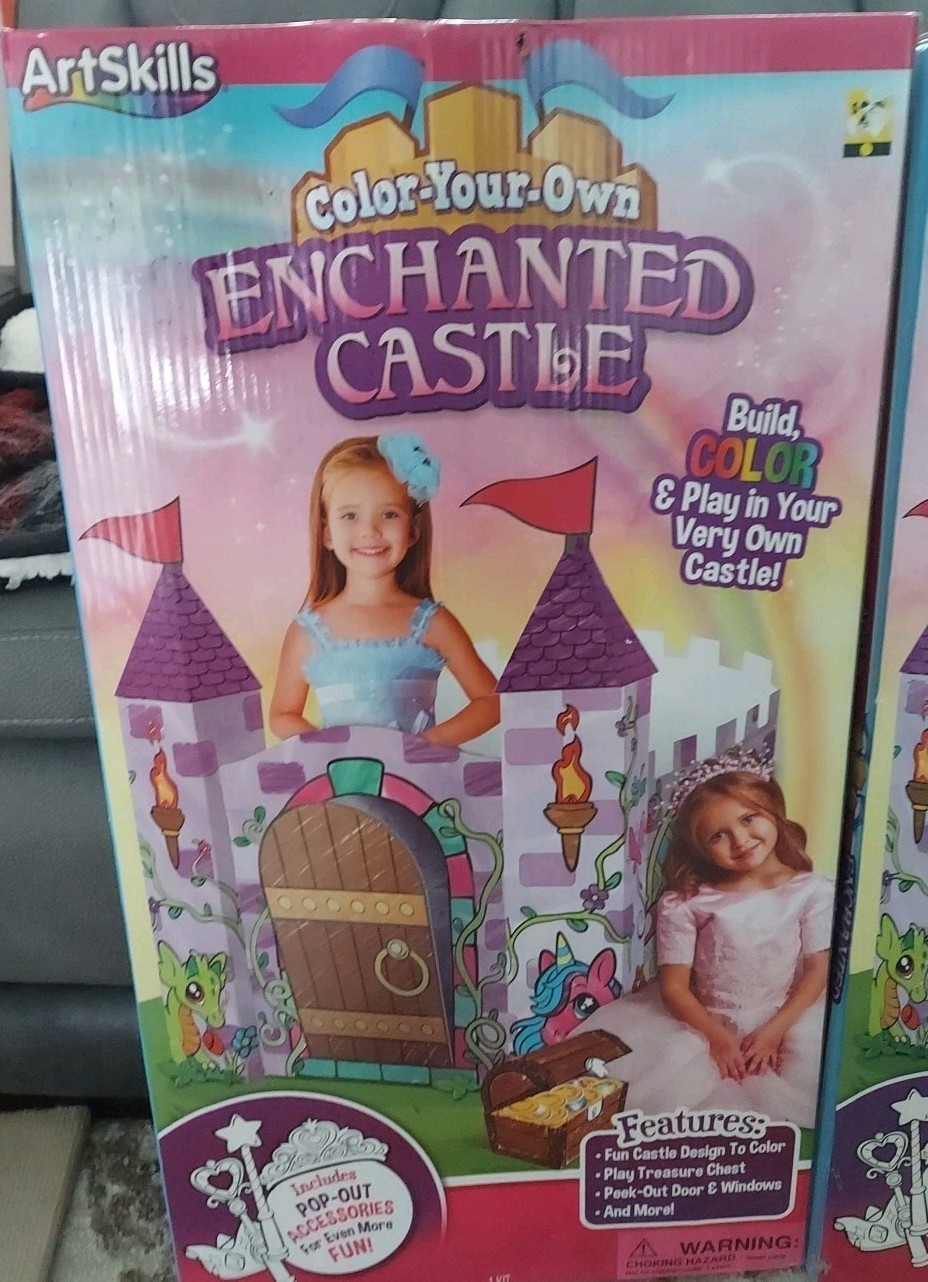 ArtSkills
Color-Your-Own
ENCHANTED
CASTLE
Build,
COLOR
& Play in Your
Very Own
Castle!
Includes
POP-OUT
ACCESSORIES
For Even More
FUN!
Features:
• Fun Castle Design To Color
• Play Treasure Chest
• Peek-Out Door & Windows
• And More!
WARNING:
CHOKING HAZARD
1 KIT